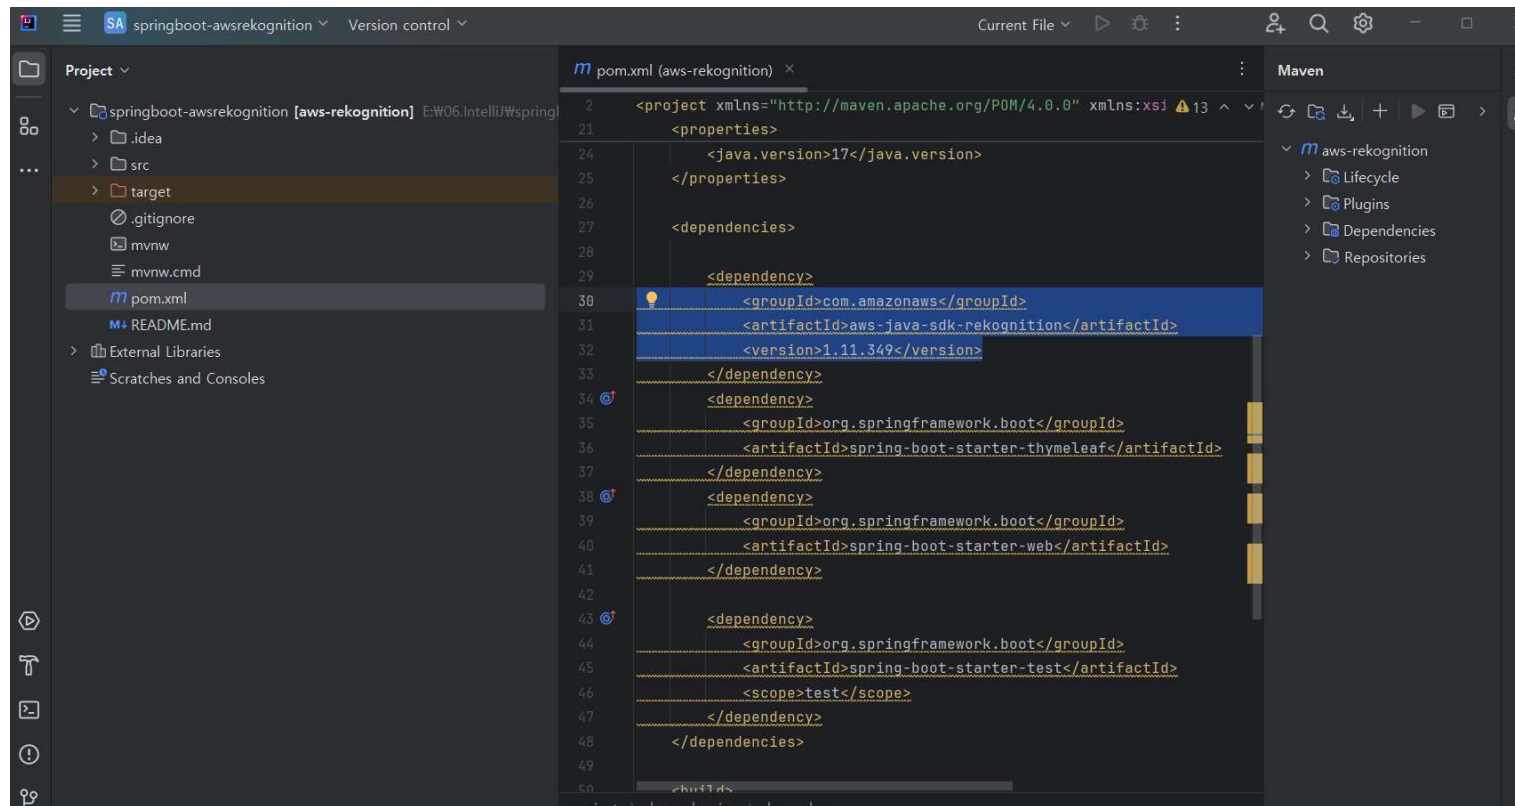 SA springboot-awsrekognition Version control Current File
Project
springboot-awsrekognition [aws-rekognition] E:₩06.IntelliJ₩springl
.idea
src
target
.gitignore
mvnw
mvnw.cmd
m pom.xml
M↓ README.md
External Libraries
Scratches and Consoles
m pom.xml (aws-rekognition)
2 <project xmlns="http://maven.apache.org/POM/4.0.0" xmlns:xsi 13
21 <properties>
24 <java.version>17</java.version>
25 </properties>
26
27 <dependencies>
28
29 <dependency>
30 <groupId>com.amazonaws</groupId>
31 <artifactId>aws-java-sdk-rekognition</artifactId>
32 <version>1.11.349</version>
33 </dependency>
34 <dependency>
35 <groupId>org.springframework.boot</groupId>
36 <artifactId>spring-boot-starter-thymeleaf</artifactId>
37 </dependency>
38 <dependency>
39 <groupId>org.springframework.boot</groupId>
40 <artifactId>spring-boot-starter-web</artifactId>
41 </dependency>
42
43 <dependency>
44 <groupId>org.springframework.boot</groupId>
45 <artifactId>spring-boot-starter-test</artifactId>
46 <scope>test</scope>
47 </dependency>
48 </dependencies>
49
50 <build>
Maven
m aws-rekognition
Lifecycle
Plugins
Dependencies
Repositories